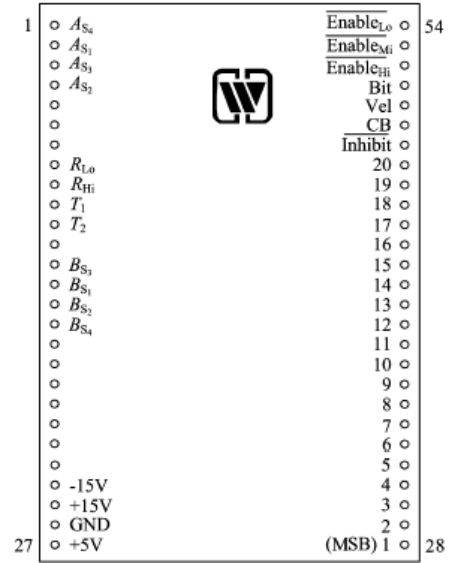 1 A_S4 Enable_Lo 54
A_S1 Enable_Mi
A_S3 Enable_Hi
A_S2 Bit
Vel
CB
Inhibit
R_Lo 20
R_Hi 19
T_1 18
T_2 17
16
B_S3 15
B_S1 14
B_S2 13
B_S4 12
11
10
9
8
7
6
5
-15V 4
+15V 3
GND 2
27 +5V (MSB) 1 28